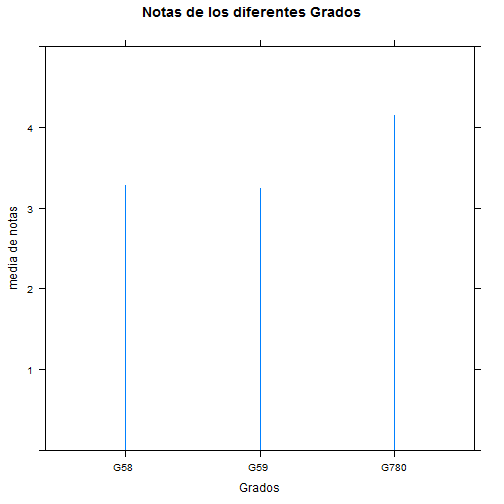 Notas de los diferentes Grados
4
3
2
1
media de notas
G58
G59
G780
Grados